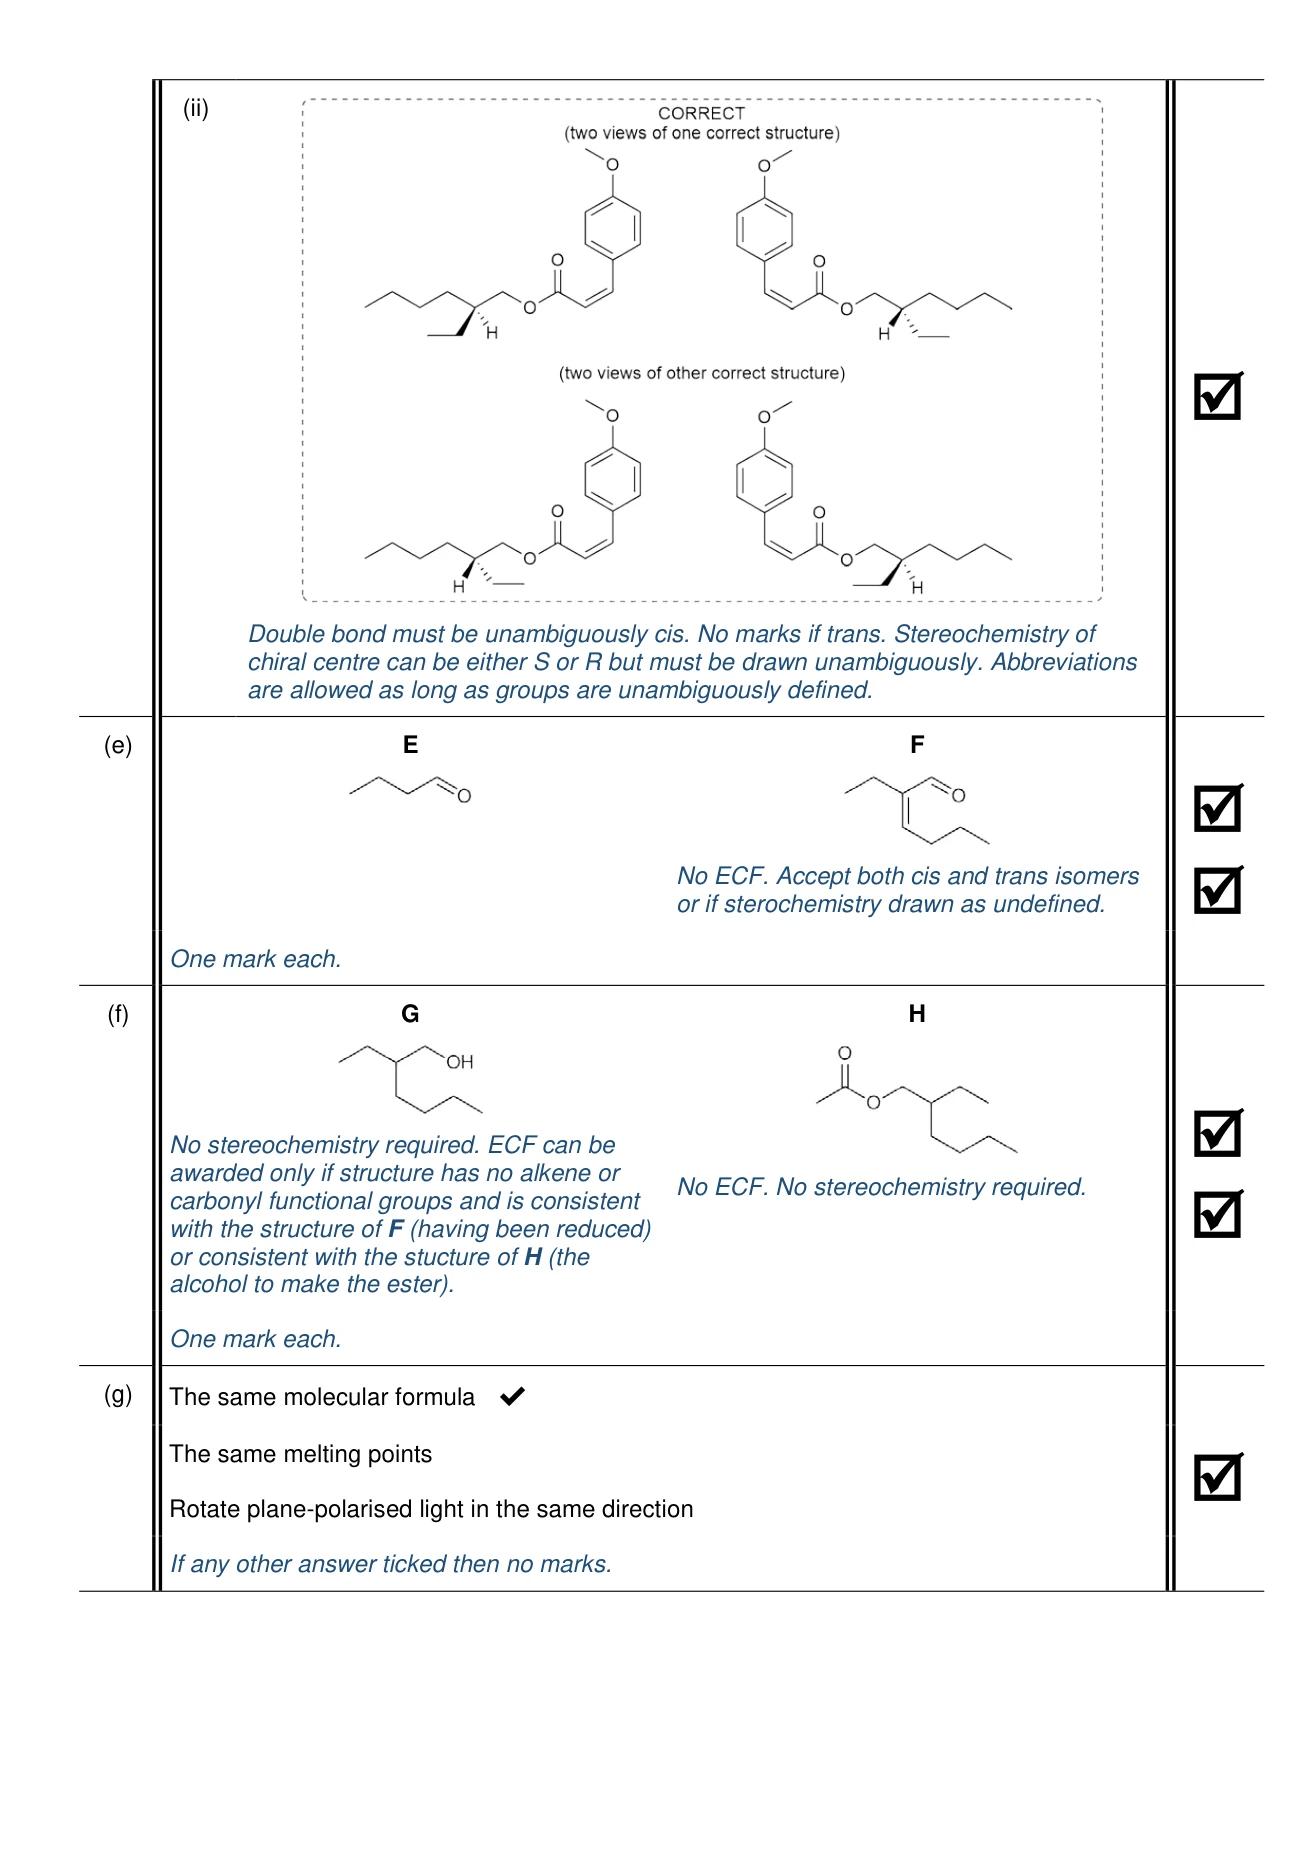 (ii)
CORRECT
(two views of one correct structure)
O O
O O
O O
H H
(two views of other correct structure)
O O
O O
O O
H H
Double bond must be unambiguously cis. No marks if trans. Stereochemistry of
chiral centre can be either S or R but must be drawn unambiguously. Abbreviations
are allowed as long as groups are unambiguously defined.
(e)
E F
O O
No ECF. Accept both cis and trans isomers
or if sterochemistry drawn as undefined.
One mark each.
(f)
G H
OH
O
O
No stereochemistry required. ECF can be
awarded only if structure has no alkene or
carbonyl functional groups and is consistent
with the structure of F (having been reduced)
or consistent with the stucture of H (the
alcohol to make the ester).
No ECF. No stereochemistry required.
One mark each.
(g)
The same molecular formula
The same melting points
Rotate plane-polarised light in the same direction
If any other answer ticked then no marks.